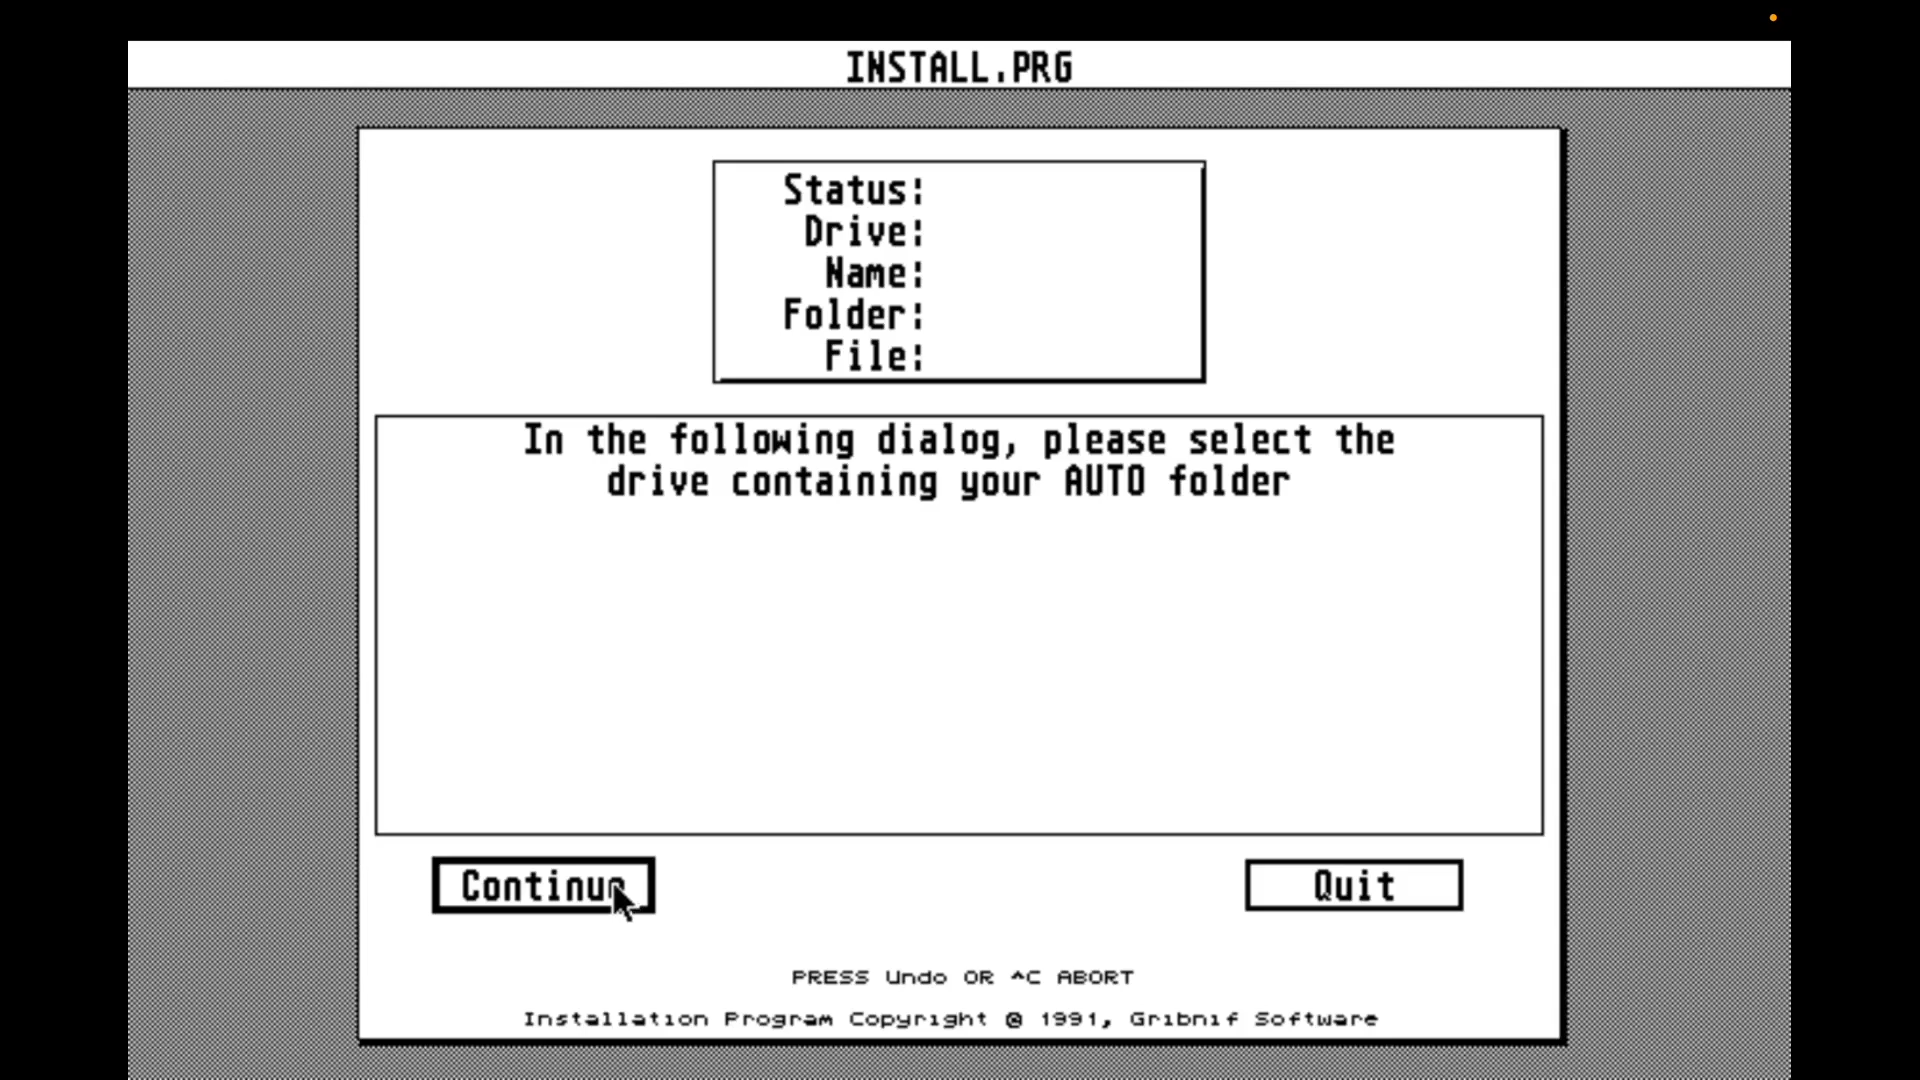 INSTALL.PRG
Status:
Drive:
Name:
Folder:
File:
In the following dialog, please select the
drive containing your AUTO folder
Continue
Quit
PRESS Undo OR ^C ABORT
Installation Program Copyright © 1991, Gribnif Software